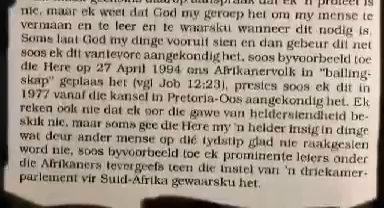 nie, maar ek weet dat God my geroep het om my mense te
vermaan en te leer en te waarsku wanneer dit nodig is.
Soms laat God my dinge vooruit sien en dan gebeur dit net
soos ek dit vantevore aangekondig het, soos byvoorbeeld toe
die Here op 27 April 1994 ons Afrikanervolk in "balling-
skap" geplaas het (vgl Job 12:23), presies soos ek dit in
1977 vanaf die kansel in Pretoria-Oos aangekondig het. Ek
reken ook nie dat ek oor die gawe van heldersiendheid be-
skik nie, maar soms gee die Here my 'n helder insig in dinge
wat deur ander mense op dié tydstip glad nie raakgesien
word nie, soos byvoorbeeld toe ek prominente leiers onder
die Afrikaners tevergeefs teen die instel van 'n driekamer-
parlement vir Suid-Afrika gewaarsku het.